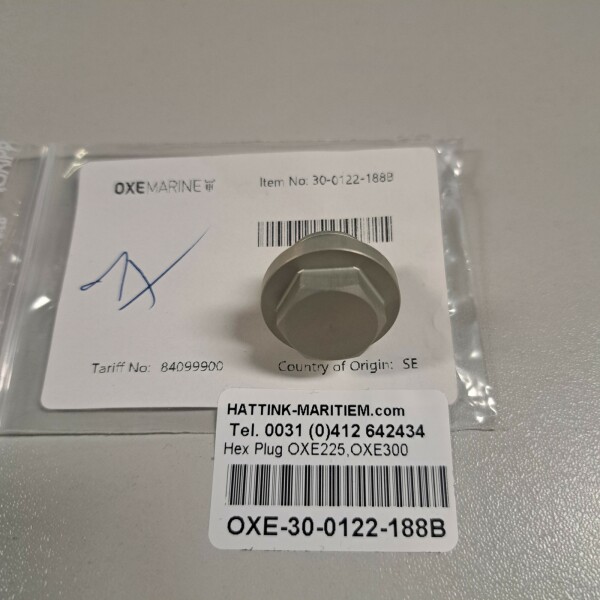 OXEMARINE
Item No: 30-0122-188B
1x
Tariff No: 84099900
Country of Origin: SE
HATTINK-MARITIEM.com
Tel. 0031 (0)412 642434
Hex Plug OXE225,OXE300
OXE-30-0122-188B